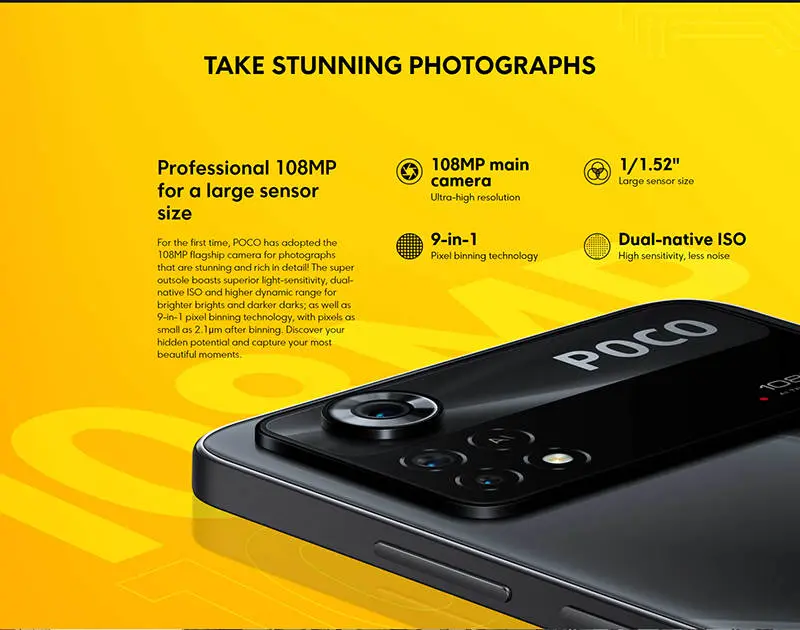 TAKE STUNNING PHOTOGRAPHS
Professional 108MP
for a large sensor
size
For the first time, POCO has adopted the
108MP flagship camera for photographs
that are stunning and rich in detail! The super
outsole boasts superior light-sensitivity, dual-
native ISO and higher dynamic range for
brighter brights and darker darks; as well as
9-in-1 pixel binning technology, with pixels as
small as 2.1μm after binning. Discover your
hidden potential and capture your most
beautiful moments.
108MP main
camera
Ultra-high resolution
1/1.52"
Large sensor size
9-in-1
Pixel binning technology
Dual-native ISO
High sensitivity, less noise
108MP
POCO
108
AI